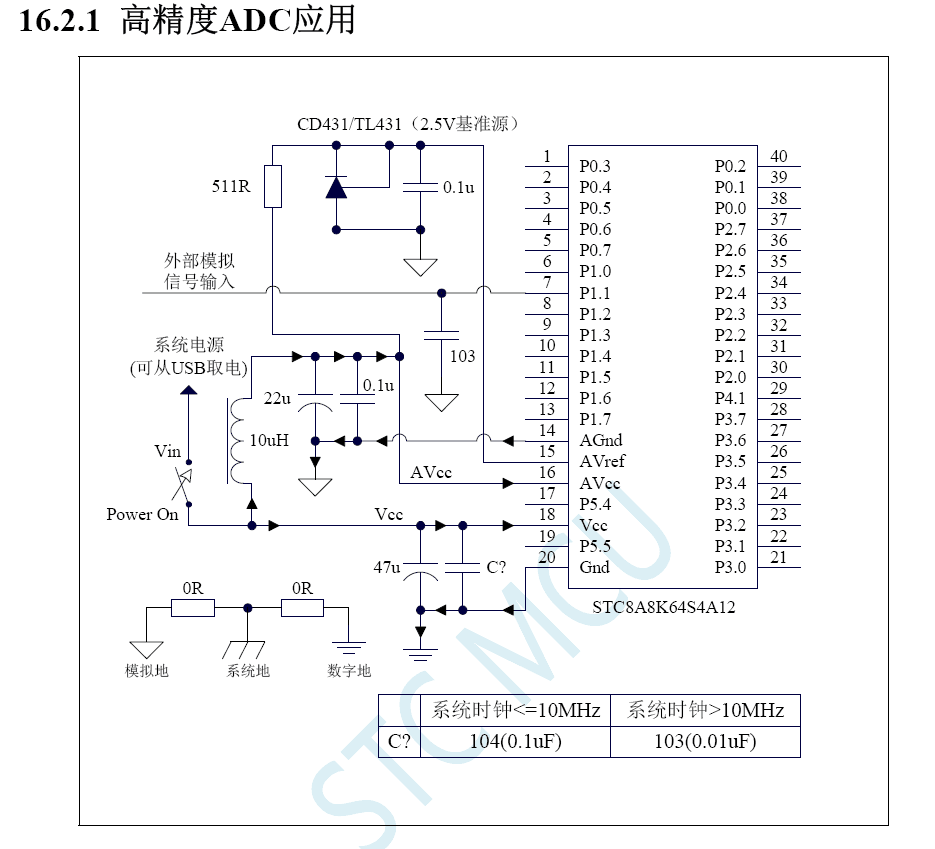 16.2.1 高精度ADC应用
CD431/TL431（2.5V基准源）
511R
0.1u
外部模拟
信号输入
103
系统电源
(可从USB取电)
22u
0.1u
10uH
Vin
Power On
AVcc
Vcc
47u
C?
1 P0.3
2 P0.4
3 P0.5
4 P0.6
5 P0.7
6 P1.0
7 P1.1
8 P1.2
9 P1.3
10 P1.4
11 P1.5
12 P1.6
13 P1.7
14 AGnd
15 AVref
16 AVcc
17 P5.4
18 Vcc
19 P5.5
20 Gnd
P0.2 40
P0.1 39
P0.0 38
P2.7 37
P2.6 36
P2.5 35
P2.4 34
P2.3 33
P2.2 32
P2.1 31
P2.0 30
P4.1 29
P3.7 28
P3.6 27
P3.5 26
P3.4 25
P3.3 24
P3.2 23
P3.1 22
P3.0 21
STC8A8K64S4A12
0R
0R
模拟地
系统地
数字地
系统时钟<=10MHz 系统时钟>10MHz
C? 104(0.1uF) 103(0.01uF)
STC MCU